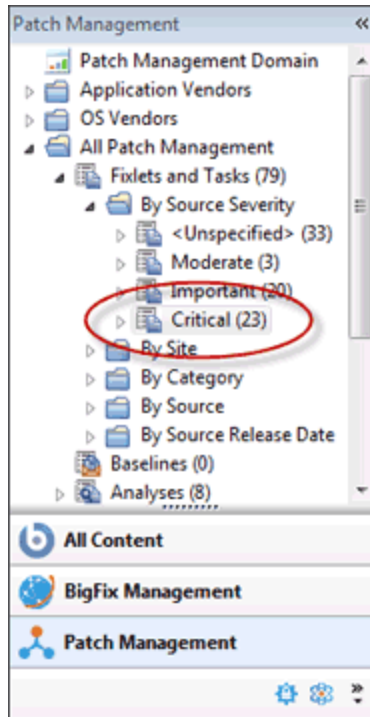 Patch Management
Patch Management Domain
Application Vendors
OS Vendors
All Patch Management
Fixlets and Tasks (79)
By Source Severity
<Unspecified> (33)
Moderate (3)
Important (20)
Critical (23)
By Site
By Category
By Source
By Source Release Date
Baselines (0)
Analyses (8)
All Content
BigFix Management
Patch Management